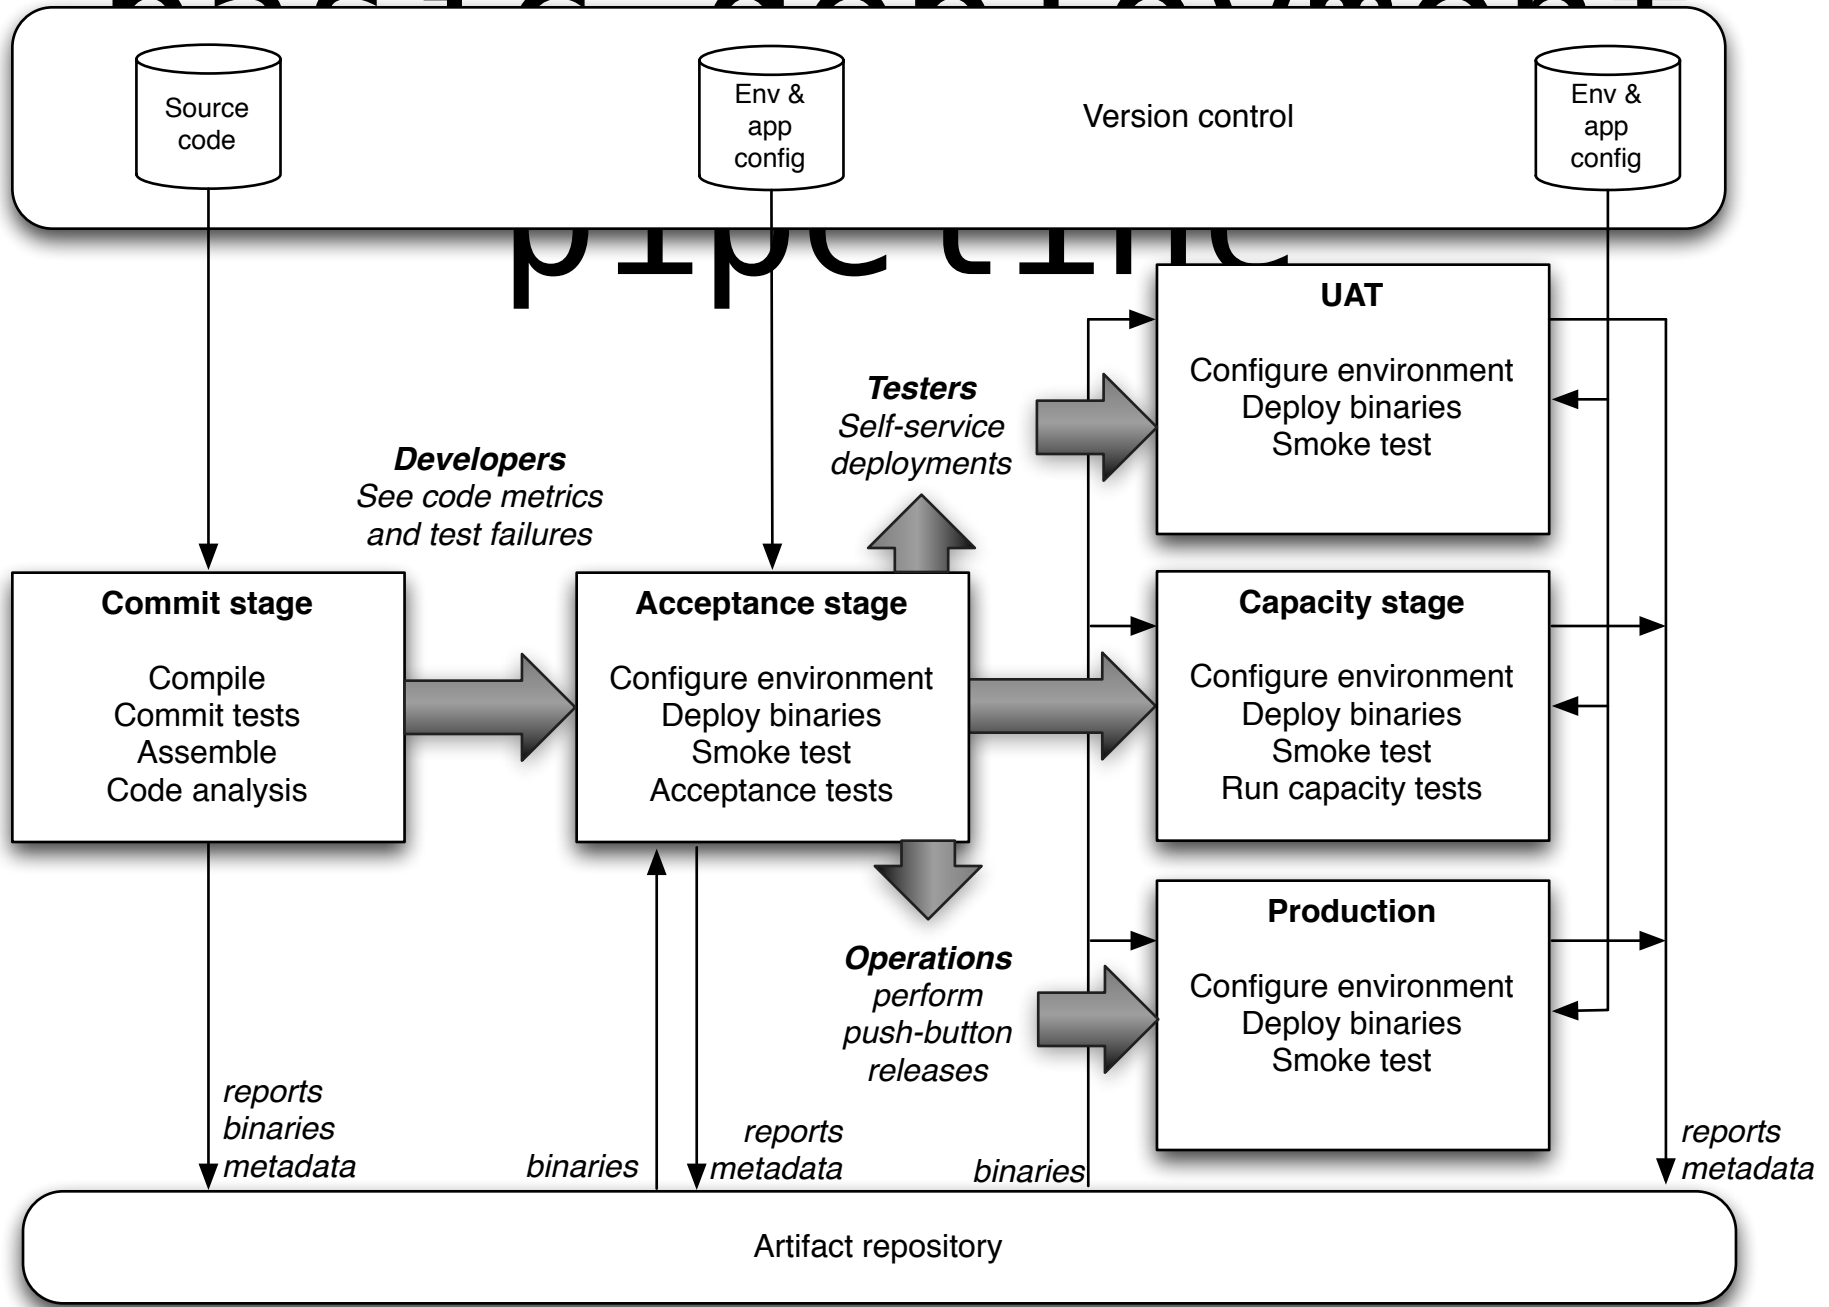 basic deployment
Source
code
Env &
app
config
Version control
Env &
app
config
pipeline
UAT
Configure environment
Deploy binaries
Smoke test
Testers
Self-service
deployments
Developers
See code metrics
and test failures
Commit stage
Compile
Commit tests
Assemble
Code analysis
Acceptance stage
Configure environment
Deploy binaries
Smoke test
Acceptance tests
Capacity stage
Configure environment
Deploy binaries
Smoke test
Run capacity tests
Production
Configure environment
Deploy binaries
Smoke test
Operations
perform
push-button
releases
reports
binaries
metadata
binaries
reports
metadata
binaries
reports
metadata
Artifact repository